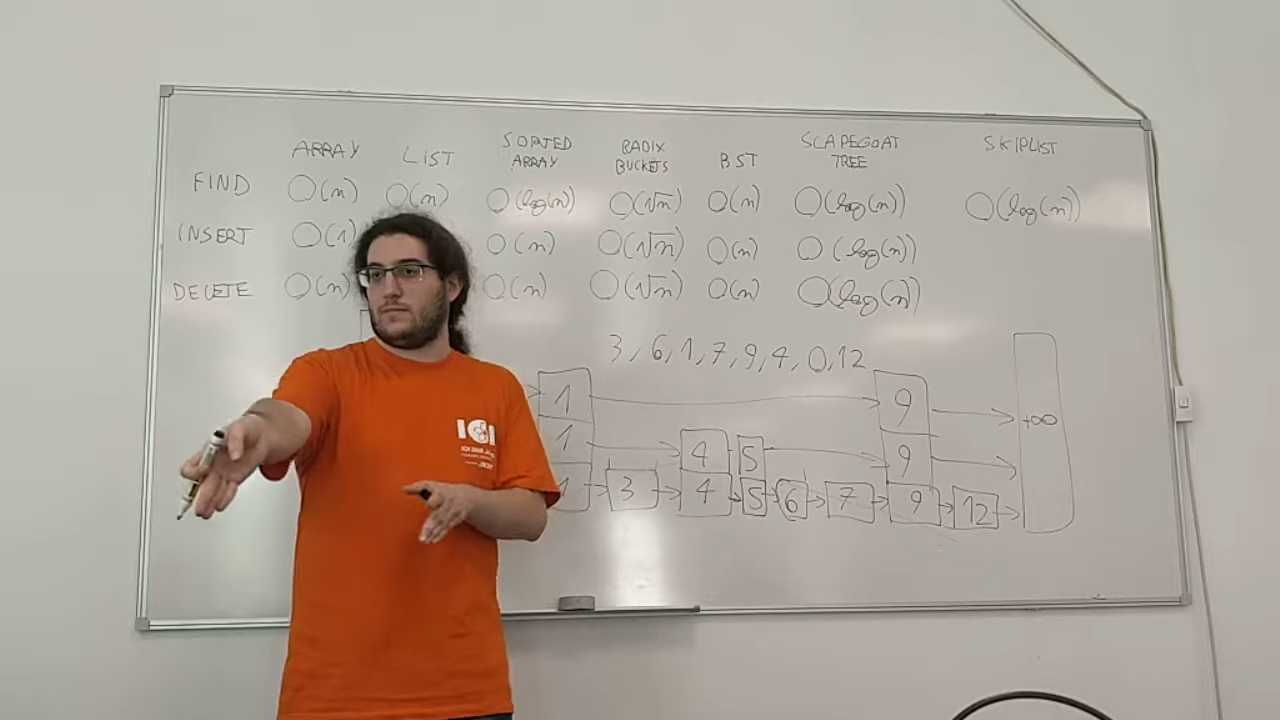 ARRAY LIST SORTED ARRAY RADIX BUCKETS BST SCAPEGOAT TREE SKIPLIST
FIND O(n) O(n) O(log(n)) O(√n) O(n) O(log(n)) O(log(n))
INSERT O(1) O(n) O(√n) O(n) O(log(n))
DELETE O(n) O(n) O(√n) O(n) O(log(n))
3, 6, 1, 7, 9, 4, 0, 12
1 9 +∞
1 4 5 9
1 3 4 5 6 7 9 12